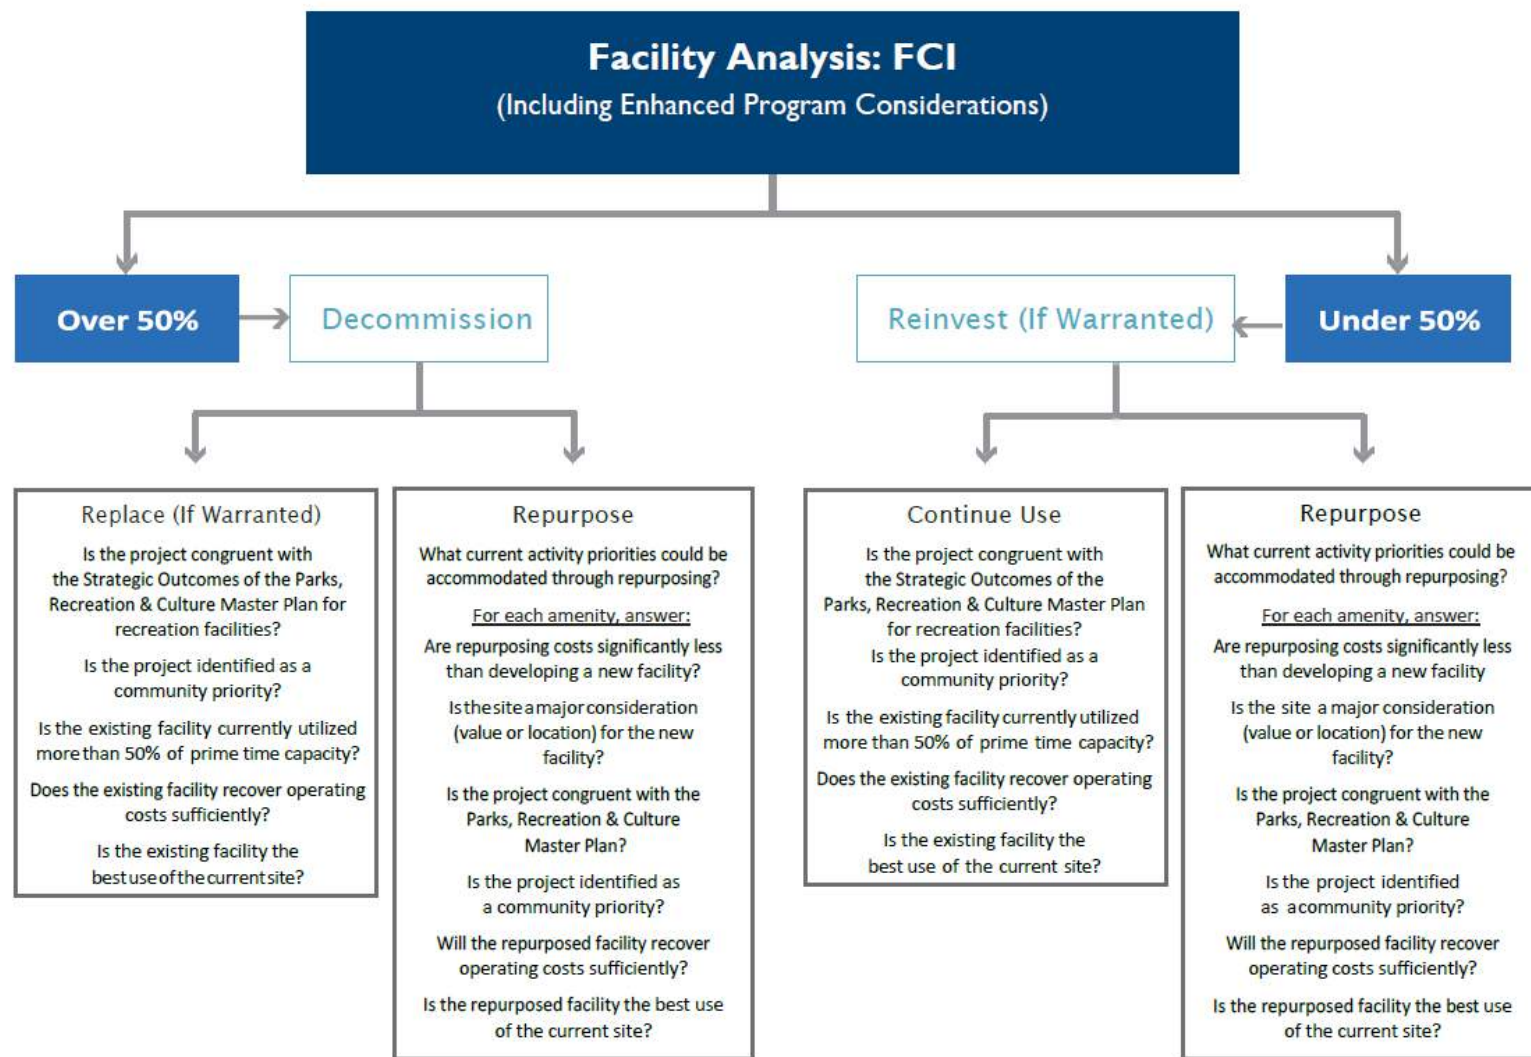 Facility Analysis: FCI
(Including Enhanced Program Considerations)
Over 50%
Decommission
Reinvest (If Warranted)
Under 50%
Replace (If Warranted)
Is the project congruent with
the Strategic Outcomes of the Parks,
Recreation & Culture Master Plan for
recreation facilities?
Is the project identified as a
community priority?
Is the existing facility currently utilized
more than 50% of prime time capacity?
Does the existing facility recover operating
costs sufficiently?
Is the existing facility the
best use of the current site?
Repurpose
What current activity priorities could be
accommodated through repurposing?
For each amenity, answer:
Are repurposing costs significantly less
than developing a new facility?
Is the site a major consideration
(value or location) for the new
facility?
Is the project congruent with the
Parks, Recreation & Culture
Master Plan?
Is the project identified as
a community priority?
Will the repurposed facility recover
operating costs sufficiently?
Is the repurposed facility the best use
of the current site?
Continue Use
Is the project congruent with
the Strategic Outcomes of the
Parks, Recreation & Culture Master Plan
for recreation facilities?
Is the project identified as a
community priority?
Is the existing facility currently utilized
more than 50% of prime time capacity?
Does the existing facility recover operating
costs sufficiently?
Is the existing facility the
best use of the current site?
Repurpose
What current activity priorities could be
accommodated through repurposing?
For each amenity, answer:
Are repurposing costs significantly less
than developing a new facility
Is the site a major consideration
(value or location) for the new
facility?
Is the project congruent with the
Parks, Recreation & Culture
Master Plan?
Is the project identified
as a community priority?
Will the repurposed facility recover
operating costs sufficiently?
Is the repurposed facility the best use
of the current site?